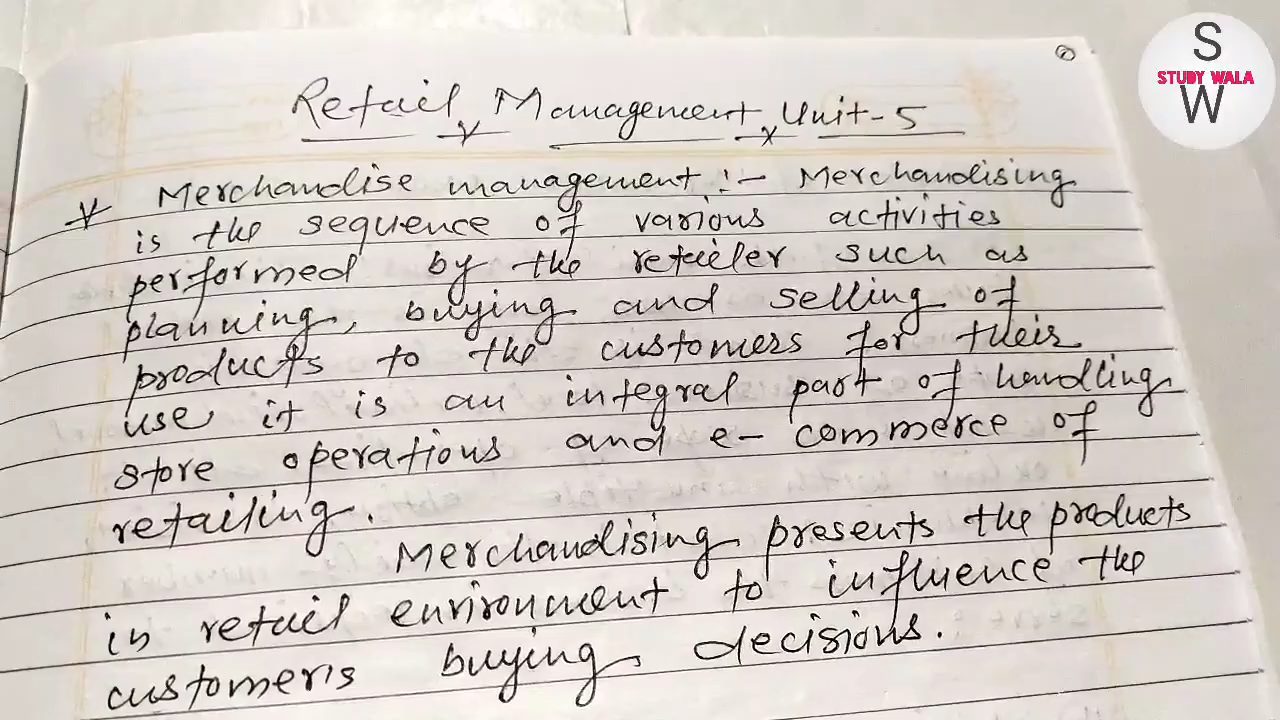 S
STUDY WALA
W
Retail Management Unit-5
Merchandise management :- Merchandising
is the sequence of various activities
performed by the retailer such as
planning, buying and selling of
products to the customers for their
use it is an integral part of handling
store operations and e-commerce of
retailing.
Merchandising presents the products
in retail environment to influence the
customer's buying decisions.